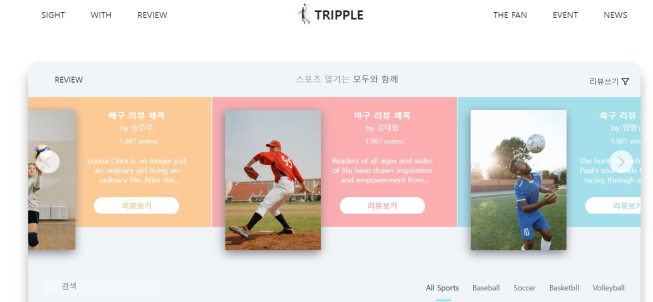 SIGHT WITH REVIEW TRIPPLE THE FAN EVENT NEWS
REVIEW 스포츠 열기는 모두와 함께 리뷰쓰기
배구 리뷰 제목
1,987 voters
Louisa Clark is no longer just
an ordinary girl living an
ordinary life. After the...
리뷰보기
야구 리뷰 제목
by 김대림
1,987 voters
Readers of all ages and walks
of life have drawn inspiration
and empowerment from...
리뷰보기
축구 리뷰
by
1,987
The hun
Paul's
racing through
리뷰보기
검색 All Sports Baseball Soccer Basketbll Volleyball